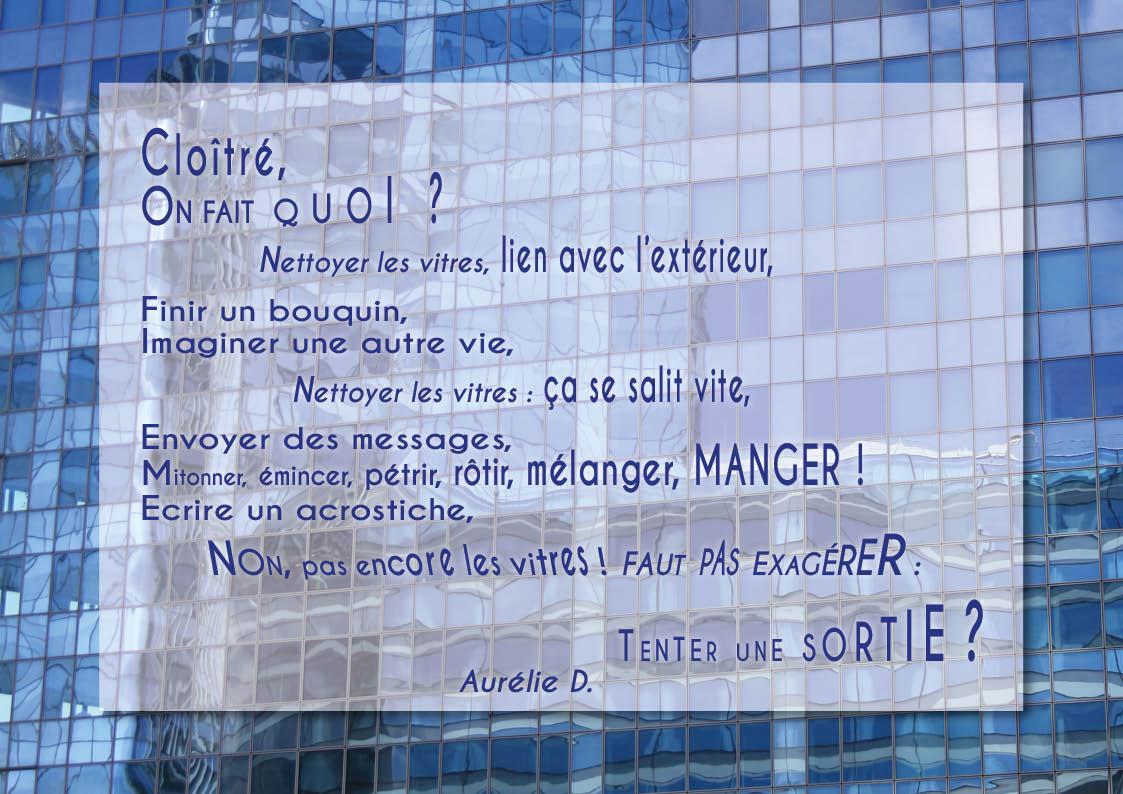 Cloîtré,
ON FAIT QUOI ?
Nettoyer les vitres, lien avec l'extérieur,
Finir un bouquin,
Imaginer une autre vie,
Nettoyer les vitres : ça se salit vite,
Envoyer des messages,
Mitonner, émincer, pétrir, rôtir, mélanger, MANGER !
Ecrire un acrostiche,
NON, pas encore les vitres ! FAUT PAS EXAGÉRER :
TENTER UNE SORTIE ?
Aurélie D.